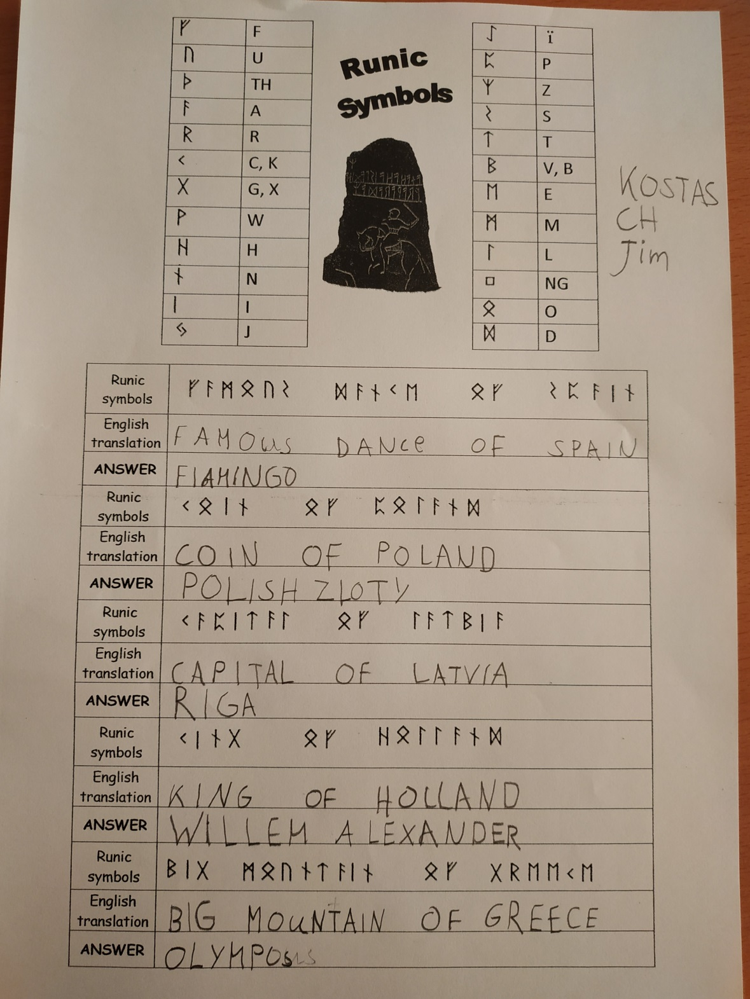 ᚠ F
ᚢ U
ᚦ TH
ᚨ A
ᚱ R
ᚲ C, K
ᚷ G, X
ᚹ W
ᚺ H
ᚾ N
ᛁ I
ᛃ J
Runic
Symbols
ᛇ ï
ᛈ P
ᛉ Z
ᛊ S
ᛏ T
ᛒ V, B
ᛖ E
ᛗ M
ᛚ L
ᛜ NG
ᛟ O
ᛞ D
KOSTAS
CH
Jim
Runic symbols ᚠᚨᛗᛟᚢᛊ ᛞᚨᚾᚲᛖ ᛟᚠ ᛊᛈᚨᛁᚾ
English translation FAMOus DANce OF SPAIN
ANSWER FlAMINGO
Runic symbols ᚲᛟᛁᚾ ᛟᚠ ᛈᛟᛚᚨᚾᛞ
English translation COIN OF POLAND
ANSWER POLISH ZLOTY
Runic symbols ᚲᚨᛈᛁᛏᚨᛚ ᛟᚠ ᛚᚨᛏᛒᛁᚨ
English translation CAPITAL OF LATVIA
ANSWER RIGA
Runic symbols ᚲᛁᚾᚷ ᛟᚠ ᚺᛟᛚᛚᚨᚾᛞ
English translation KING OF HOLLAND
ANSWER WILLEM ALEXANDER
Runic symbols ᛒᛁᚷ ᛗᛟᚢᚾᛏᚨᛁᚾ ᛟᚠ ᚷᚱᛖᛖᚲᛖ
English translation BIG MOuNTAIN OF GREECE
ANSWER OLYMPOs